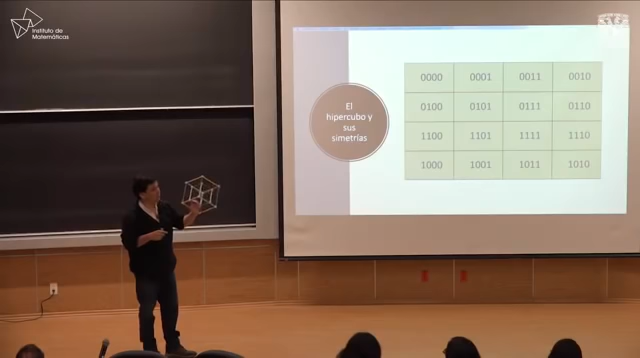 Instituto de
Matemáticas
El
hipercubo y
sus
simetrías
0000 0001 0011 0010
0100 0101 0111 0110
1100 1101 1111 1110
1000 1001 1011 1010